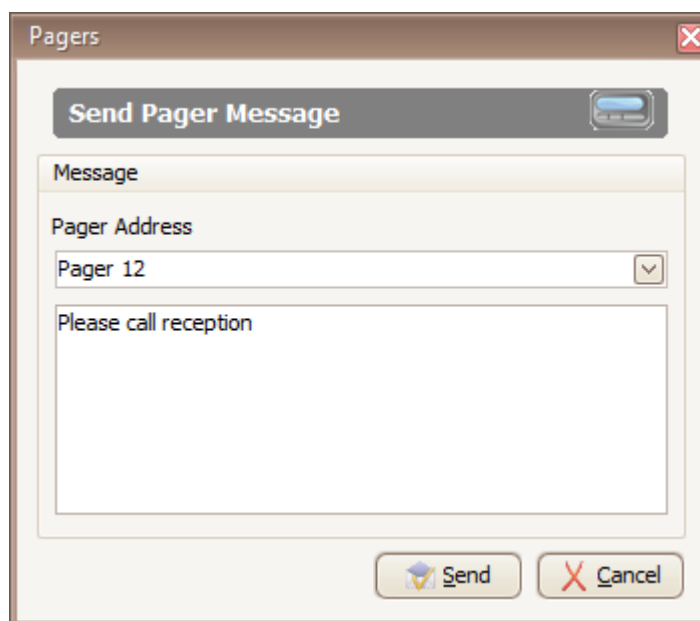 Pagers
Send Pager Message
Message
Pager Address
Pager 12
Please call reception
Send
Cancel